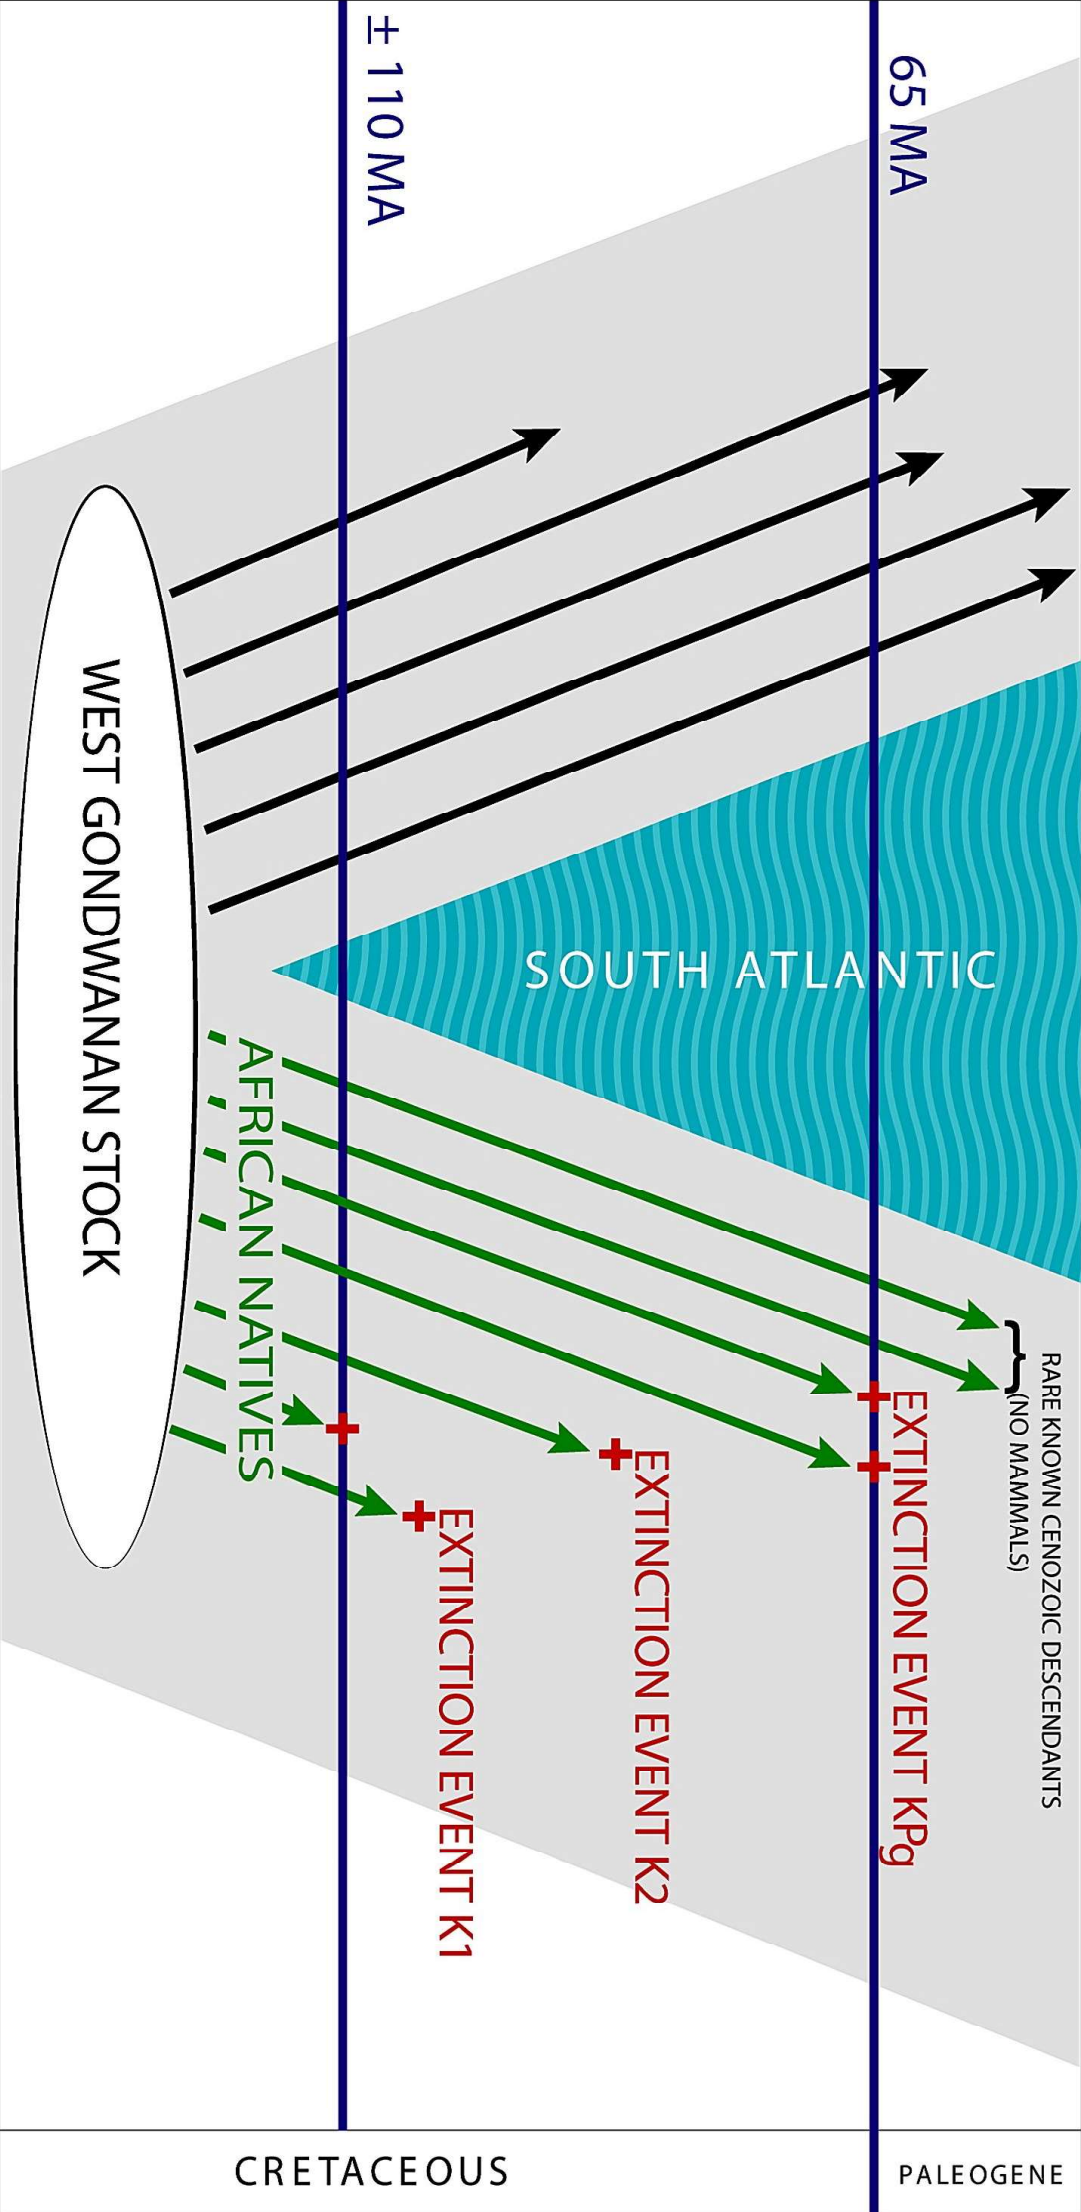 ± 110 MA
65 MA
WEST GONDWANAN STOCK
SOUTH ATLANTIC
AFRICAN NATIVES
RARE KNOWN CENOZOIC DESCENDANTS
(NO MAMMALS)
EXTINCTION EVENT KPg
EXTINCTION EVENT K2
EXTINCTION EVENT K1
CRETACEOUS
PALEOGENE